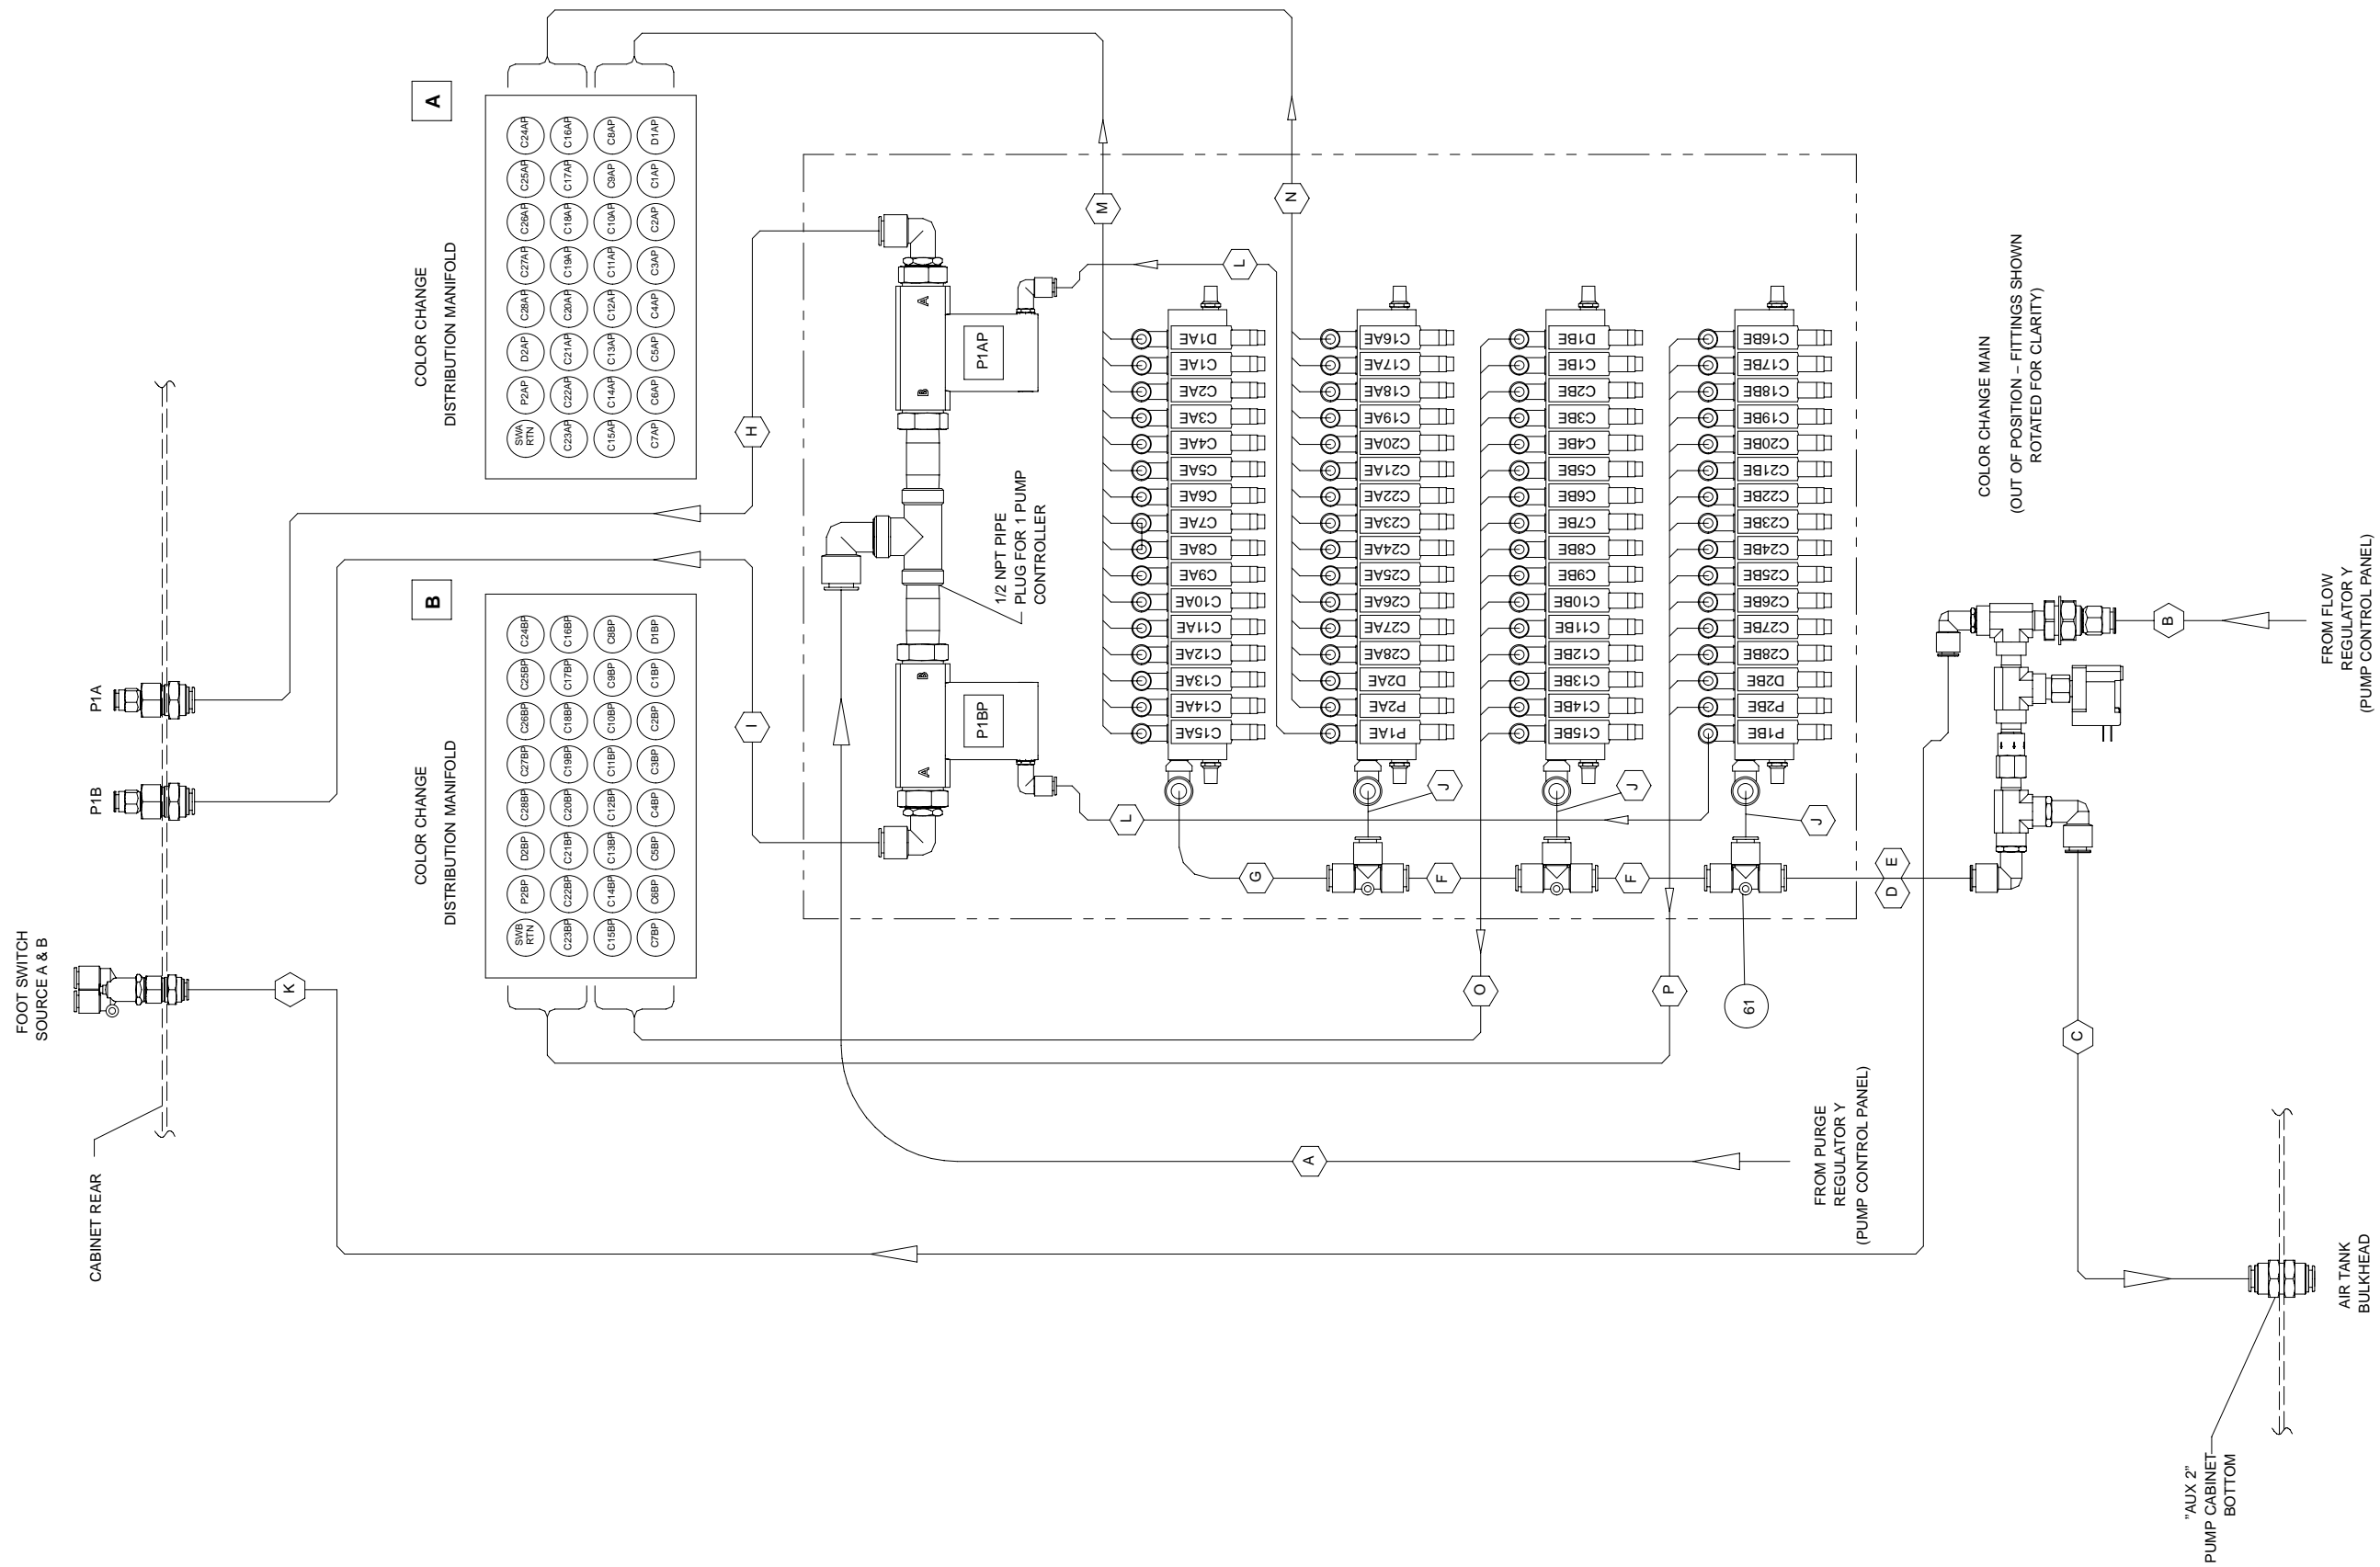 FOOT SWITCH
SOURCE A & B
P1B
P1A
CABINET REAR
K
COLOR CHANGE
DISTRIBUTION MANIFOLD
B
SWB
RTN
P2BP
D2BP
C28BP
C27BP
C26BP
C25BP
C24BP
C23BP
C22BP
C21BP
C20BP
C19BP
C18BP
C17BP
C16BP
C15BP
C14BP
C13BP
C12BP
C11BP
C10BP
C9BP
C8BP
C7BP
C6BP
C5BP
C4BP
C3BP
C2BP
C1BP
D1BP
COLOR CHANGE
DISTRIBUTION MANIFOLD
A
SWA
RTN
P2AP
D2AP
C28AP
C27AP
C26AP
C25AP
C24AP
C23AP
C22AP
C21AP
C20AP
C19AP
C18AP
C17AP
C16AP
C15AP
C14AP
C13AP
C12AP
C11AP
C10AP
C9AP
C8AP
C7AP
C6AP
C5AP
C4AP
C3AP
C2AP
C1AP
D1AP
I
H
A
B
B
A
P1BP
P1AP
1/2 NPT PIPE
PLUG FOR 1 PUMP
CONTROLLER
L
M
L
N
C15AE
C14AE
C13AE
C12AE
C11AE
C10AE
C9AE
C8AE
C7AE
C6AE
C5AE
C4AE
C3AE
C2AE
C1AE
D1AE
P1AE
P2AE
D2AE
C28AE
C27AE
C26AE
C25AE
C24AE
C23AE
C22AE
C21AE
C20AE
C19AE
C18AE
C17AE
C16AE
C15BE
C14BE
C13BE
C12BE
C11BE
C10BE
C9BE
C8BE
C7BE
C6BE
C5BE
C4BE
C3BE
C2BE
C1BE
D1BE
P1BE
P2BE
D2BE
C28BE
C27BE
C26BE
C25BE
C24BE
C23BE
C22BE
C21BE
C20BE
C19BE
C18BE
C17BE
C16BE
G
F
F
J
J
J
A
O
P
61
D
E
FROM PURGE
REGULATOR Y
(PUMP CONTROL PANEL)
COLOR CHANGE MAIN
(OUT OF POSITION – FITTINGS SHOWN
ROTATED FOR CLARITY)
C
B
"AUX 2"
PUMP CABINET
BOTTOM
AIR TANK
BULKHEAD
FROM FLOW
REGULATOR Y
(PUMP CONTROL PANEL)